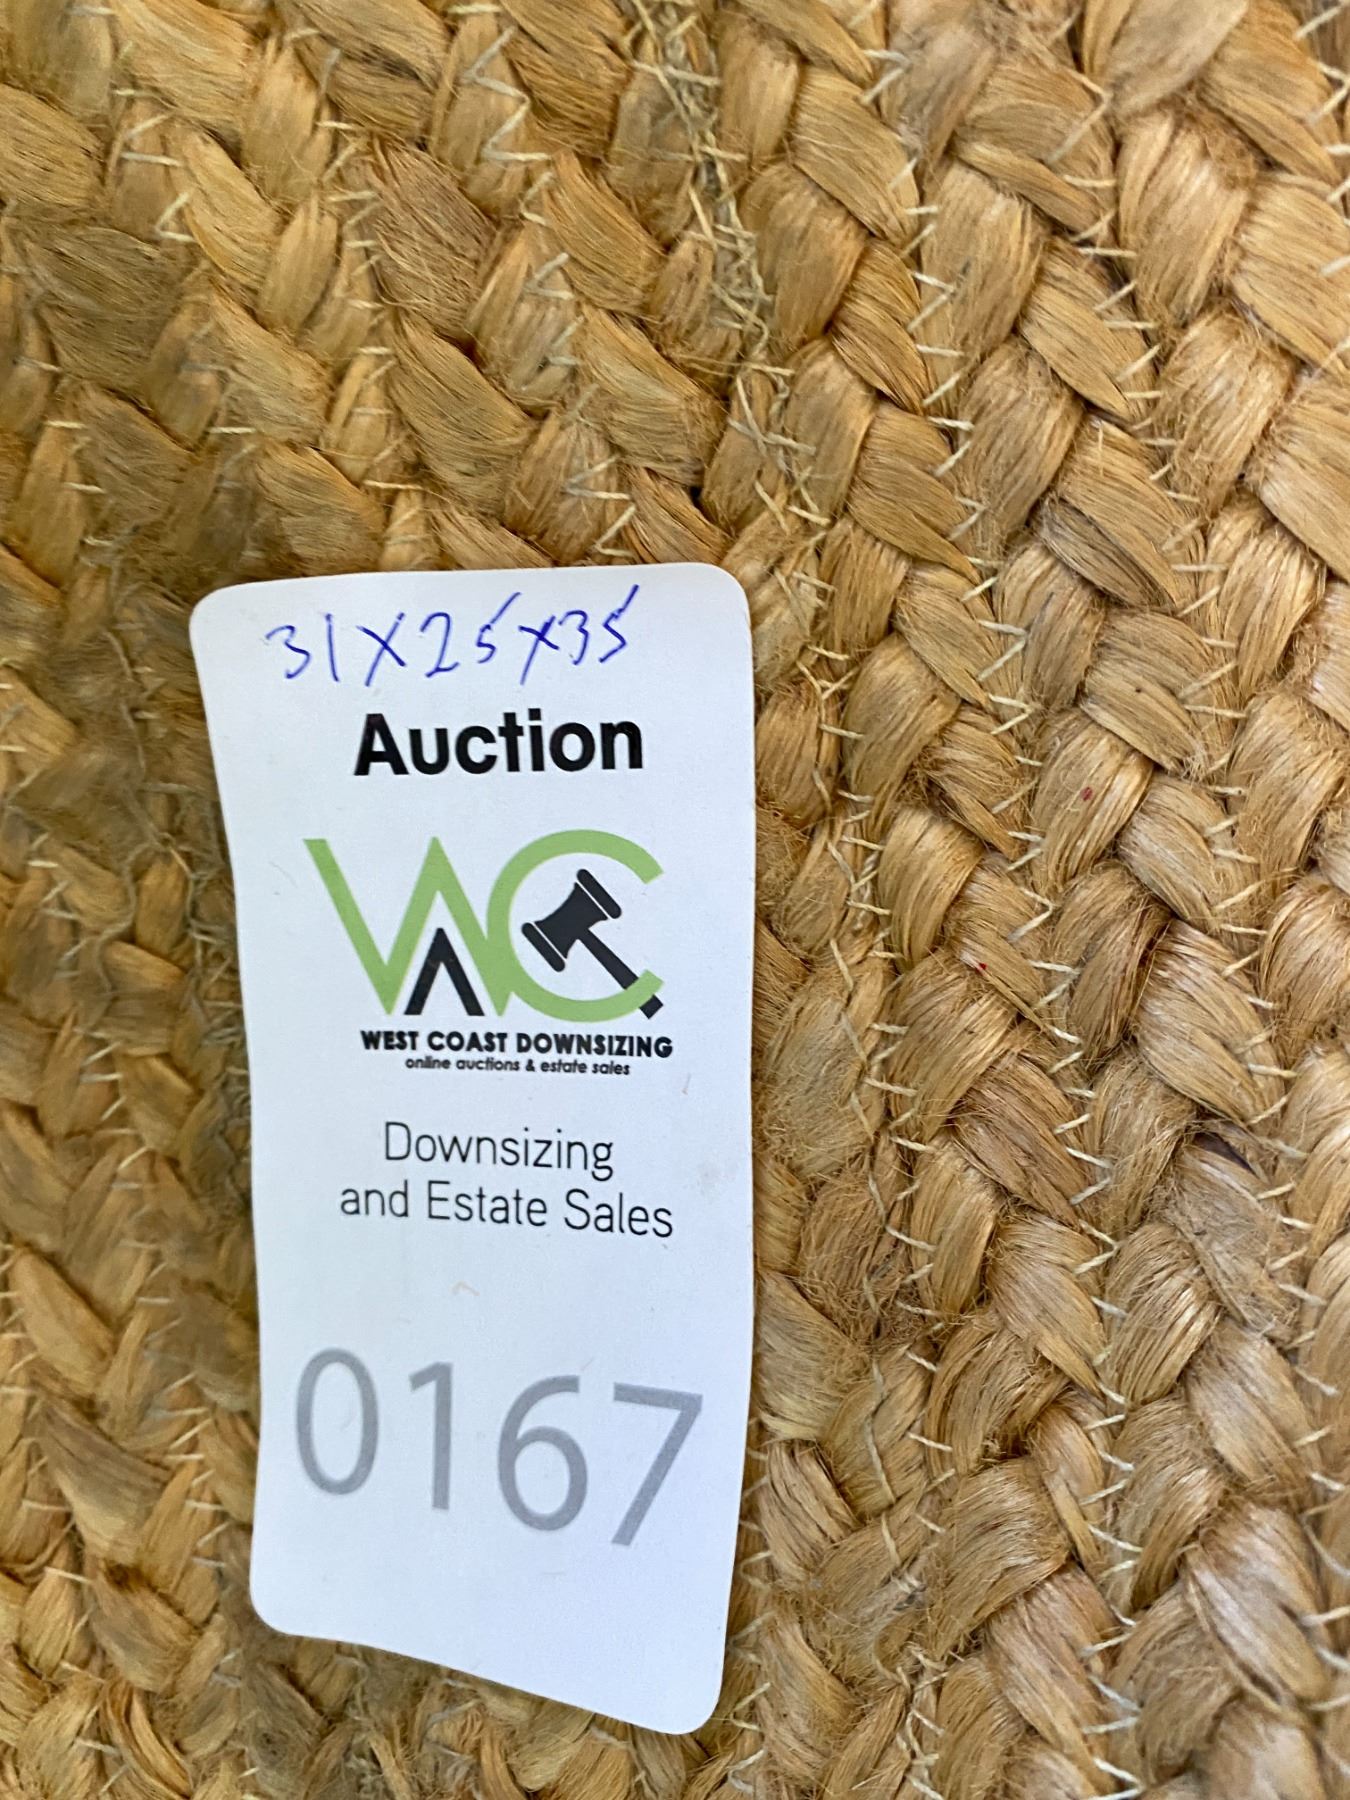 31X25X35
Auction
WC
WEST COAST DOWNSIZING
online auctions & estate sales
Downsizing
and Estate Sales
0167